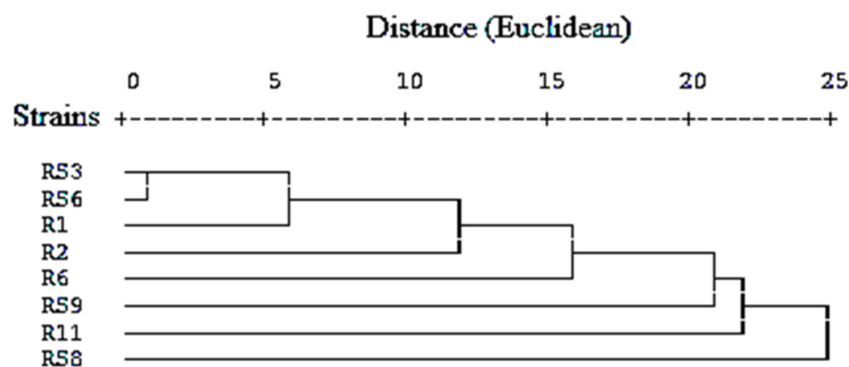 Distance (Euclidean)
0 5 10 15 20 25
Strains +---------+---------+---------+---------+---------+
RS3
RS6
R1
R2
R6
RS9
R11
RS8